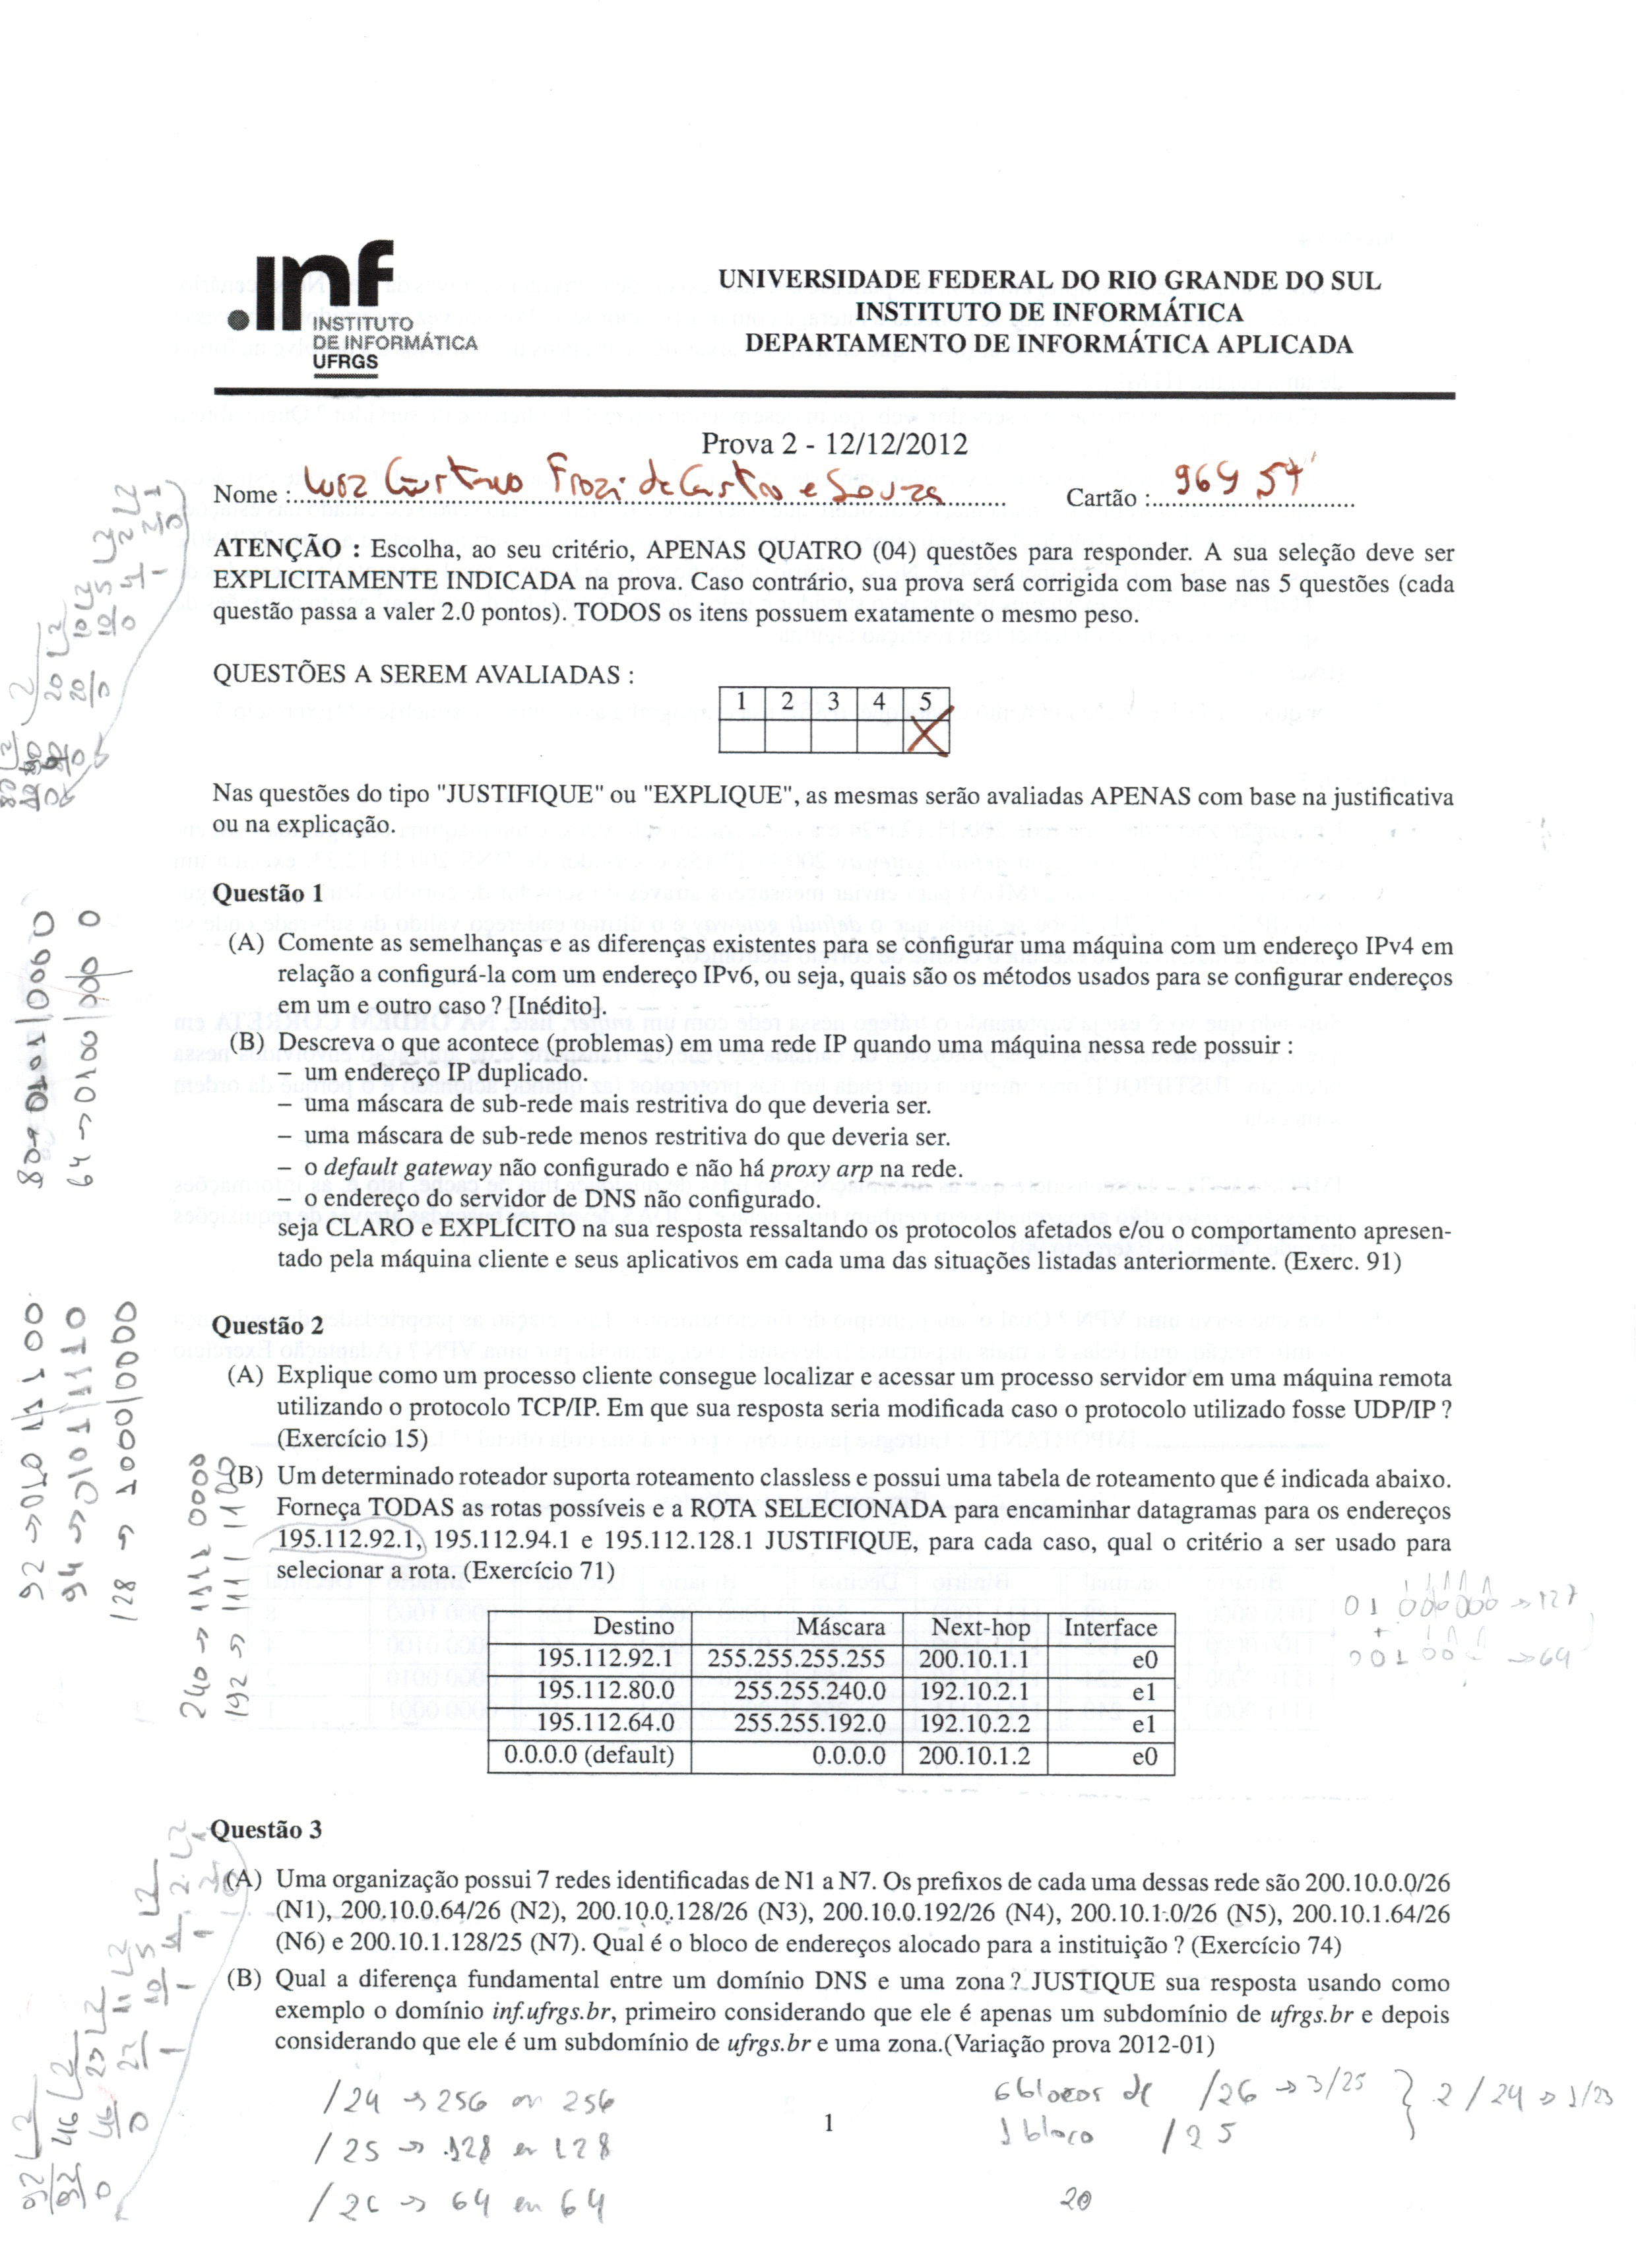 .inf
INSTITUTO
DE INFORMÁTICA
UFRGS
UNIVERSIDADE FEDERAL DO RIO GRANDE DO SUL
INSTITUTO DE INFORMÁTICA
DEPARTAMENTO DE INFORMÁTICA APLICADA
Prova 2 - 12/12/2012
Nome : Luiz Gustavo Frozi de Castro e Souza Cartão : 96957
ATENÇÃO : Escolha, ao seu critério, APENAS QUATRO (04) questões para responder. A sua seleção deve ser
EXPLICITAMENTE INDICADA na prova. Caso contrário, sua prova será corrigida com base nas 5 questões (cada
questão passa a valer 2.0 pontos). TODOS os itens possuem exatamente o mesmo peso.
QUESTÕES A SEREM AVALIADAS :
1 2 3 4 5
X
Nas questões do tipo "JUSTIFIQUE" ou "EXPLIQUE", as mesmas serão avaliadas APENAS com base na justificativa
ou na explicação.
Questão 1
(A) Comente as semelhanças e as diferenças existentes para se configurar uma máquina com um endereço IPv4 em
relação a configurá-la com um endereço IPv6, ou seja, quais são os métodos usados para se configurar endereços
em um e outro caso ? [Inédito].
(B) Descreva o que acontece (problemas) em uma rede IP quando uma máquina nessa rede possuir :
– um endereço IP duplicado.
– uma máscara de sub-rede mais restritiva do que deveria ser.
– uma máscara de sub-rede menos restritiva do que deveria ser.
– o default gateway não configurado e não há proxy arp na rede.
– o endereço do servidor de DNS não configurado.
seja CLARO e EXPLÍCITO na sua resposta ressaltando os protocolos afetados e/ou o comportamento apresen-
tado pela máquina cliente e seus aplicativos em cada uma das situações listadas anteriormente. (Exerc. 91)
80 → 0101 0000
64 → 0100 0000
Questão 2
(A) Explique como um processo cliente consegue localizar e acessar um processo servidor em uma máquina remota
utilizando o protocolo TCP/IP. Em que sua resposta seria modificada caso o protocolo utilizado fosse UDP/IP ?
(Exercício 15)
(B) Um determinado roteador suporta roteamento classless e possui uma tabela de roteamento que é indicada abaixo.
Forneça TODAS as rotas possíveis e a ROTA SELECIONADA para encaminhar datagramas para os endereços
195.112.92.1, 195.112.94.1 e 195.112.128.1 JUSTIFIQUE, para cada caso, qual o critério a ser usado para
selecionar a rota. (Exercício 71)
92 → 0101 1100
94 → 0101 1110
128 → 1000 0000
240 → 1111 0000
Destino Máscara Next-hop Interface
195.112.92.1 255.255.255.255 200.10.1.1 e0
195.112.80.0 255.255.240.0 192.10.2.1 e1
195.112.64.0 255.255.192.0 192.10.2.2 e1
0.0.0.0 (default) 0.0.0.0 200.10.1.2 e0
01 000000 → 127
+
→ 64
Questão 3
(A) Uma organização possui 7 redes identificadas de N1 a N7. Os prefixos de cada uma dessas rede são 200.10.0.0/26
(N1), 200.10.0.64/26 (N2), 200.10.0.128/26 (N3), 200.10.0.192/26 (N4), 200.10.1.0/26 (N5), 200.10.1.64/26
(N6) e 200.10.1.128/25 (N7). Qual é o bloco de endereços alocado para a instituição ? (Exercício 74)
(B) Qual a diferença fundamental entre um domínio DNS e uma zona ? JUSTIQUE sua resposta usando como
exemplo o domínio inf.ufrgs.br, primeiro considerando que ele é apenas um subdomínio de ufrgs.br e depois
considerando que ele é um subdomínio de ufrgs.br e uma zona.(Variação prova 2012-01)
/24 → 256 em 256
/25 → 128 em 128
/26 → 64 em 64
6 blocos de /26 → 3/25 } 2 /24 → 1/23
1 bloco /25
1
20